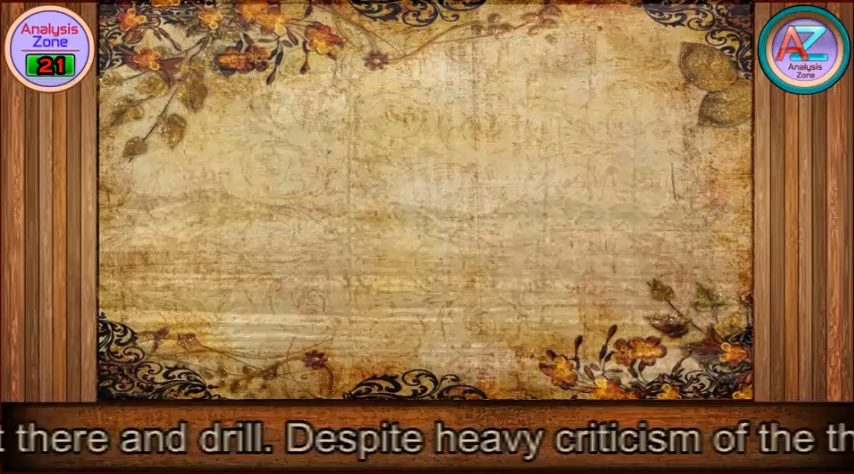 Analysis
Zone
21
AZ
Analysis
Zone
there and drill. Despite heavy criticism of the